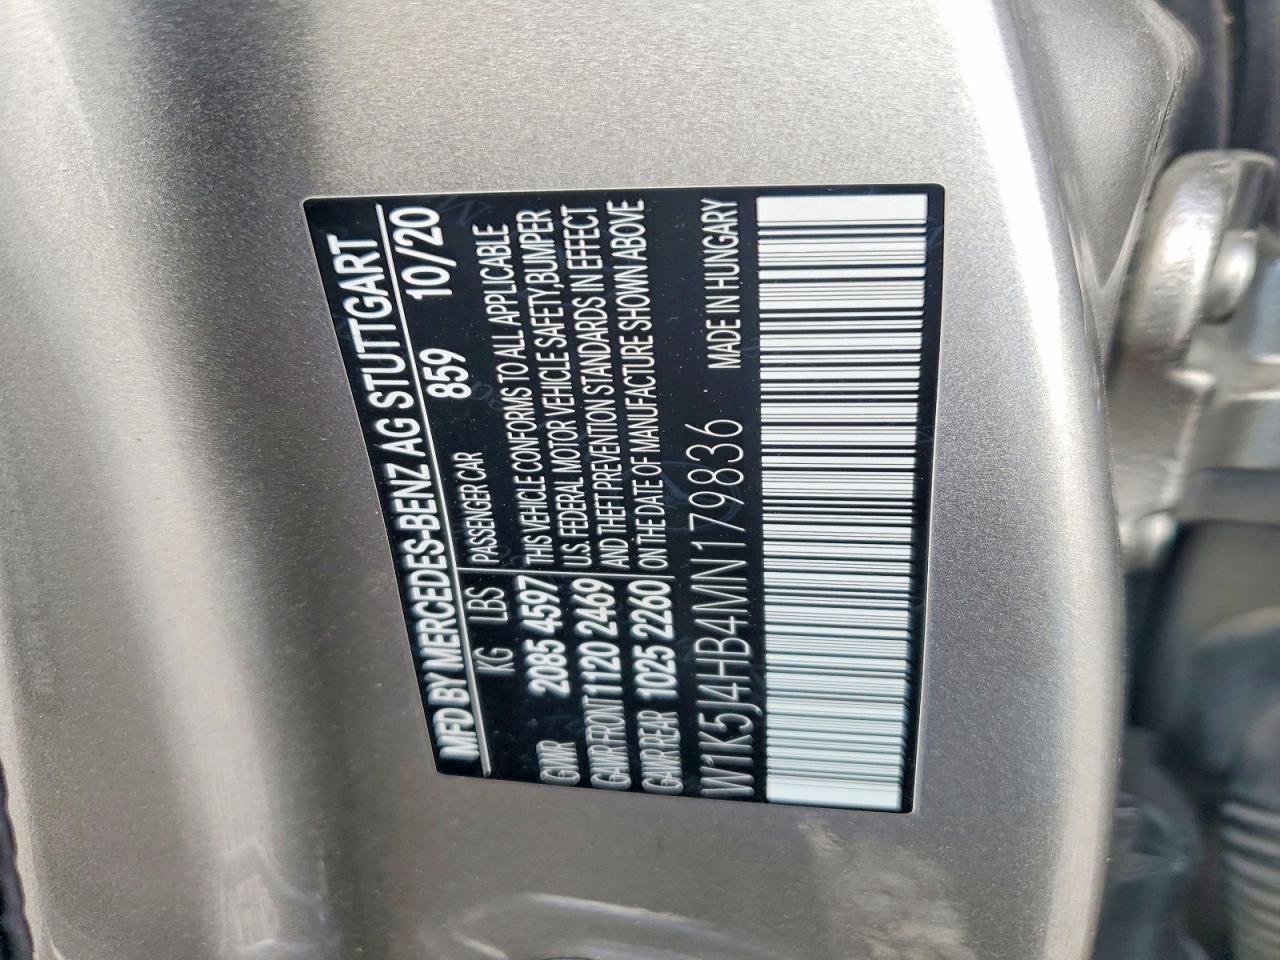 MFD BY MERCEDES-BENZ AG STUTTGART
KG LBS 859 10/20
PASSENGER CAR
GVWR 2085 4597 THIS VEHICLE CONFORMS TO ALL APPLICABLE
U.S. FEDERAL MOTOR VEHICLE SAFETY,BUMPER
GAWR FRONT 1120 2469 AND THEFT PREVENTION STANDARDS IN EFFECT
GAWR REAR 1025 2260 ON THE DATE OF MANUFACTURE SHOWN ABOVE
W1K5J4HB4MN179836 MADE IN HUNGARY